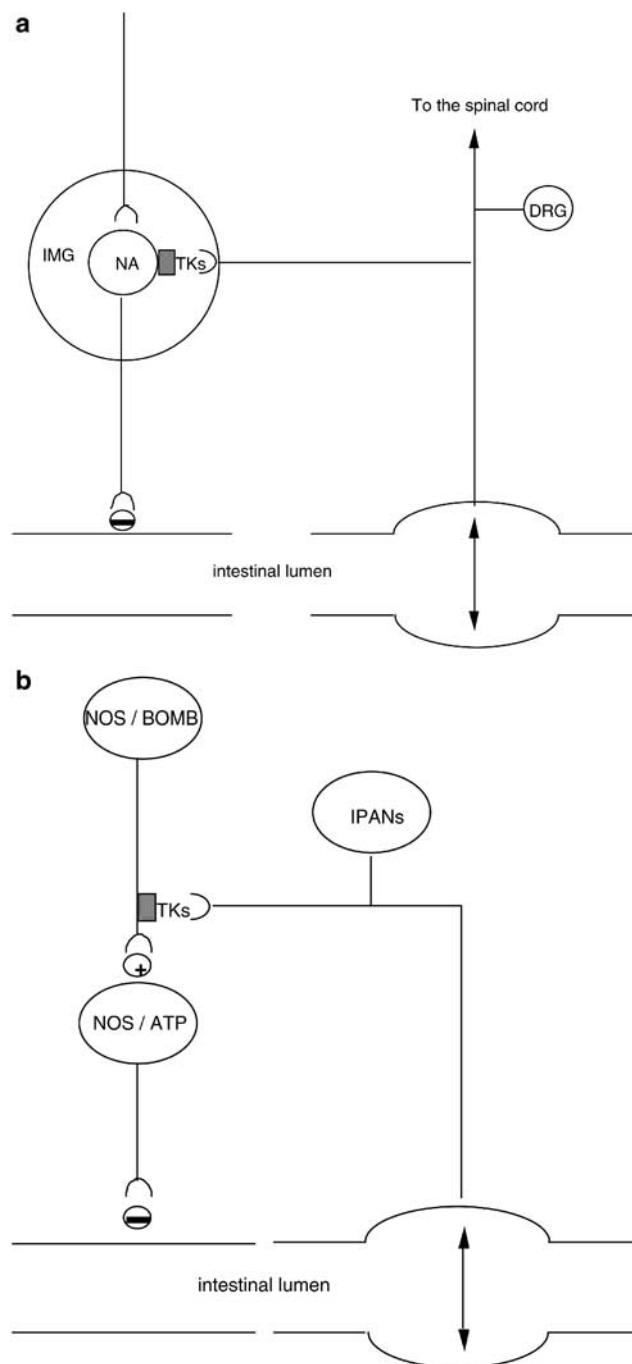 a
To the spinal cord
DRG
IMG
NA
TKs
intestinal lumen
b
NOS / BOMB
IPANs
TKs
+
NOS / ATP
intestinal lumen